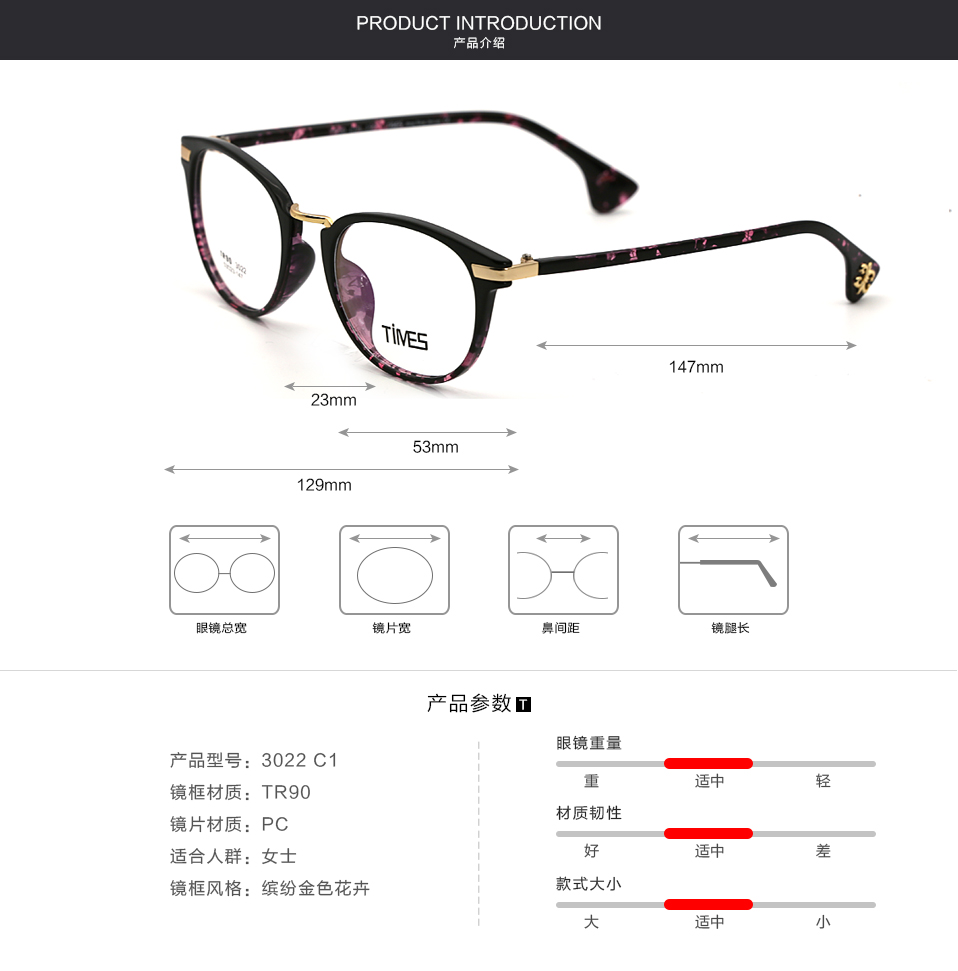 PRODUCT INTRODUCTION
产品介绍
TR90 3022
TiMES
147mm
23mm
53mm
129mm
眼镜总宽
镜片宽
鼻间距
镜腿长
产品参数 T
产品型号：3022 C1
镜框材质：TR90
镜片材质：PC
适合人群：女士
镜框风格：缤纷金色花卉
眼镜重量
重 适中 轻
材质韧性
好 适中 差
款式大小
大 适中 小